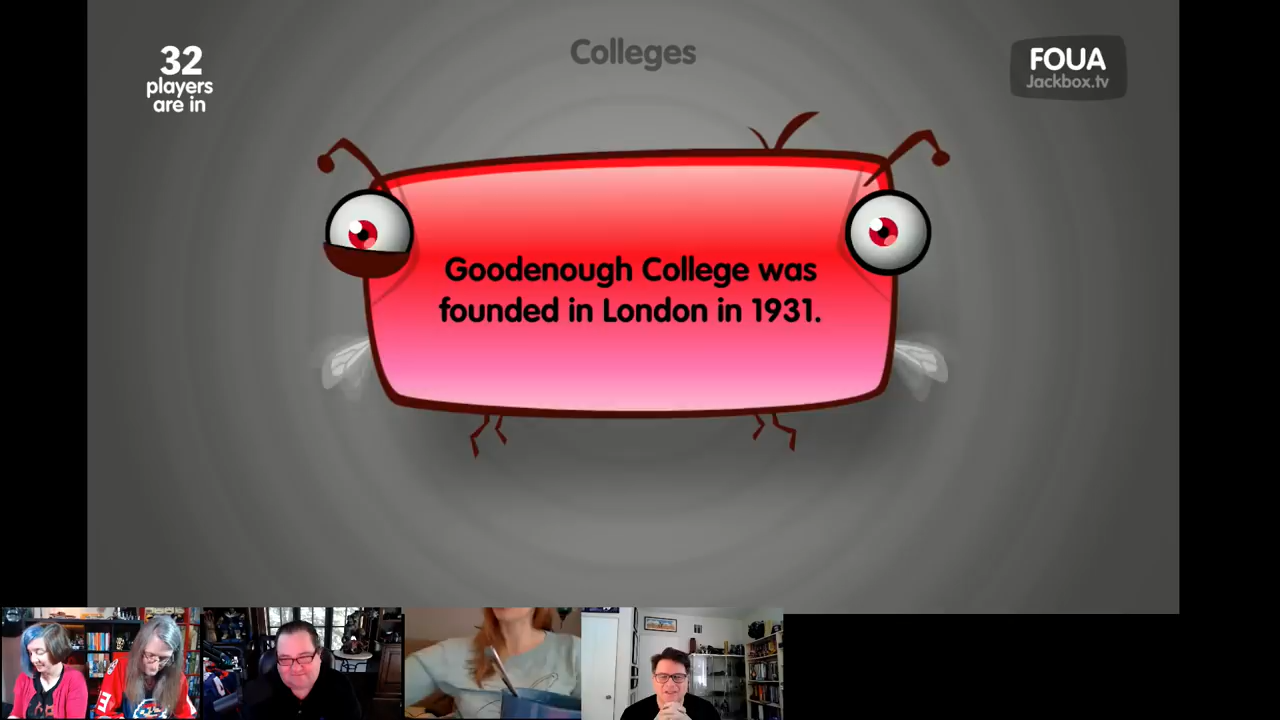 32
players
are in
Colleges
FOUA
Jackbox.tv
Goodenough College was
founded in London in 1931.